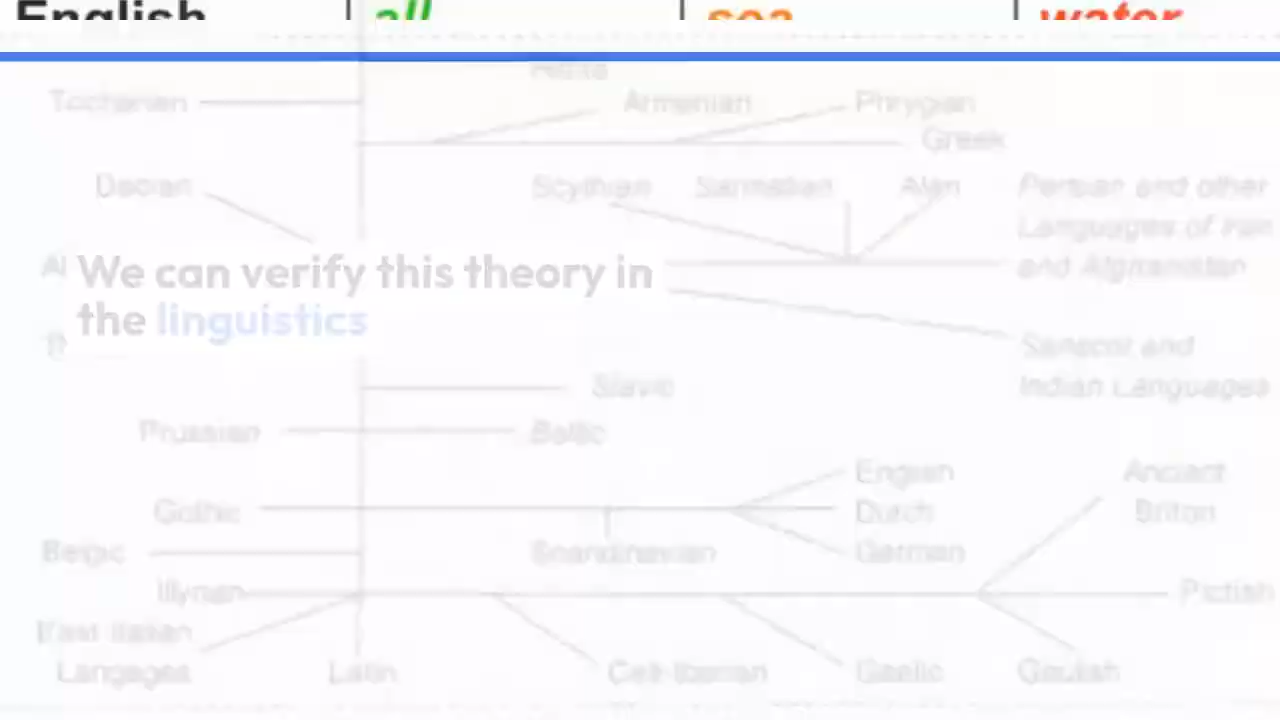 English all sea water
Tocharian Armenian Phrygian
Greek
Dacian Scythian Sarmatian Alan Persian and other
Languages of Iran
and Afghanistan
We can verify this theory in
the linguistics
Sanscrit and
Indian Languages
Slavic
Prussian Baltic
English Ancient
Gothic Dutch Briton
Belgic Scandinavian German
Illyrian Pictish
East Italian
Langages Latin Celt-Iberian Gaelic Gaulish